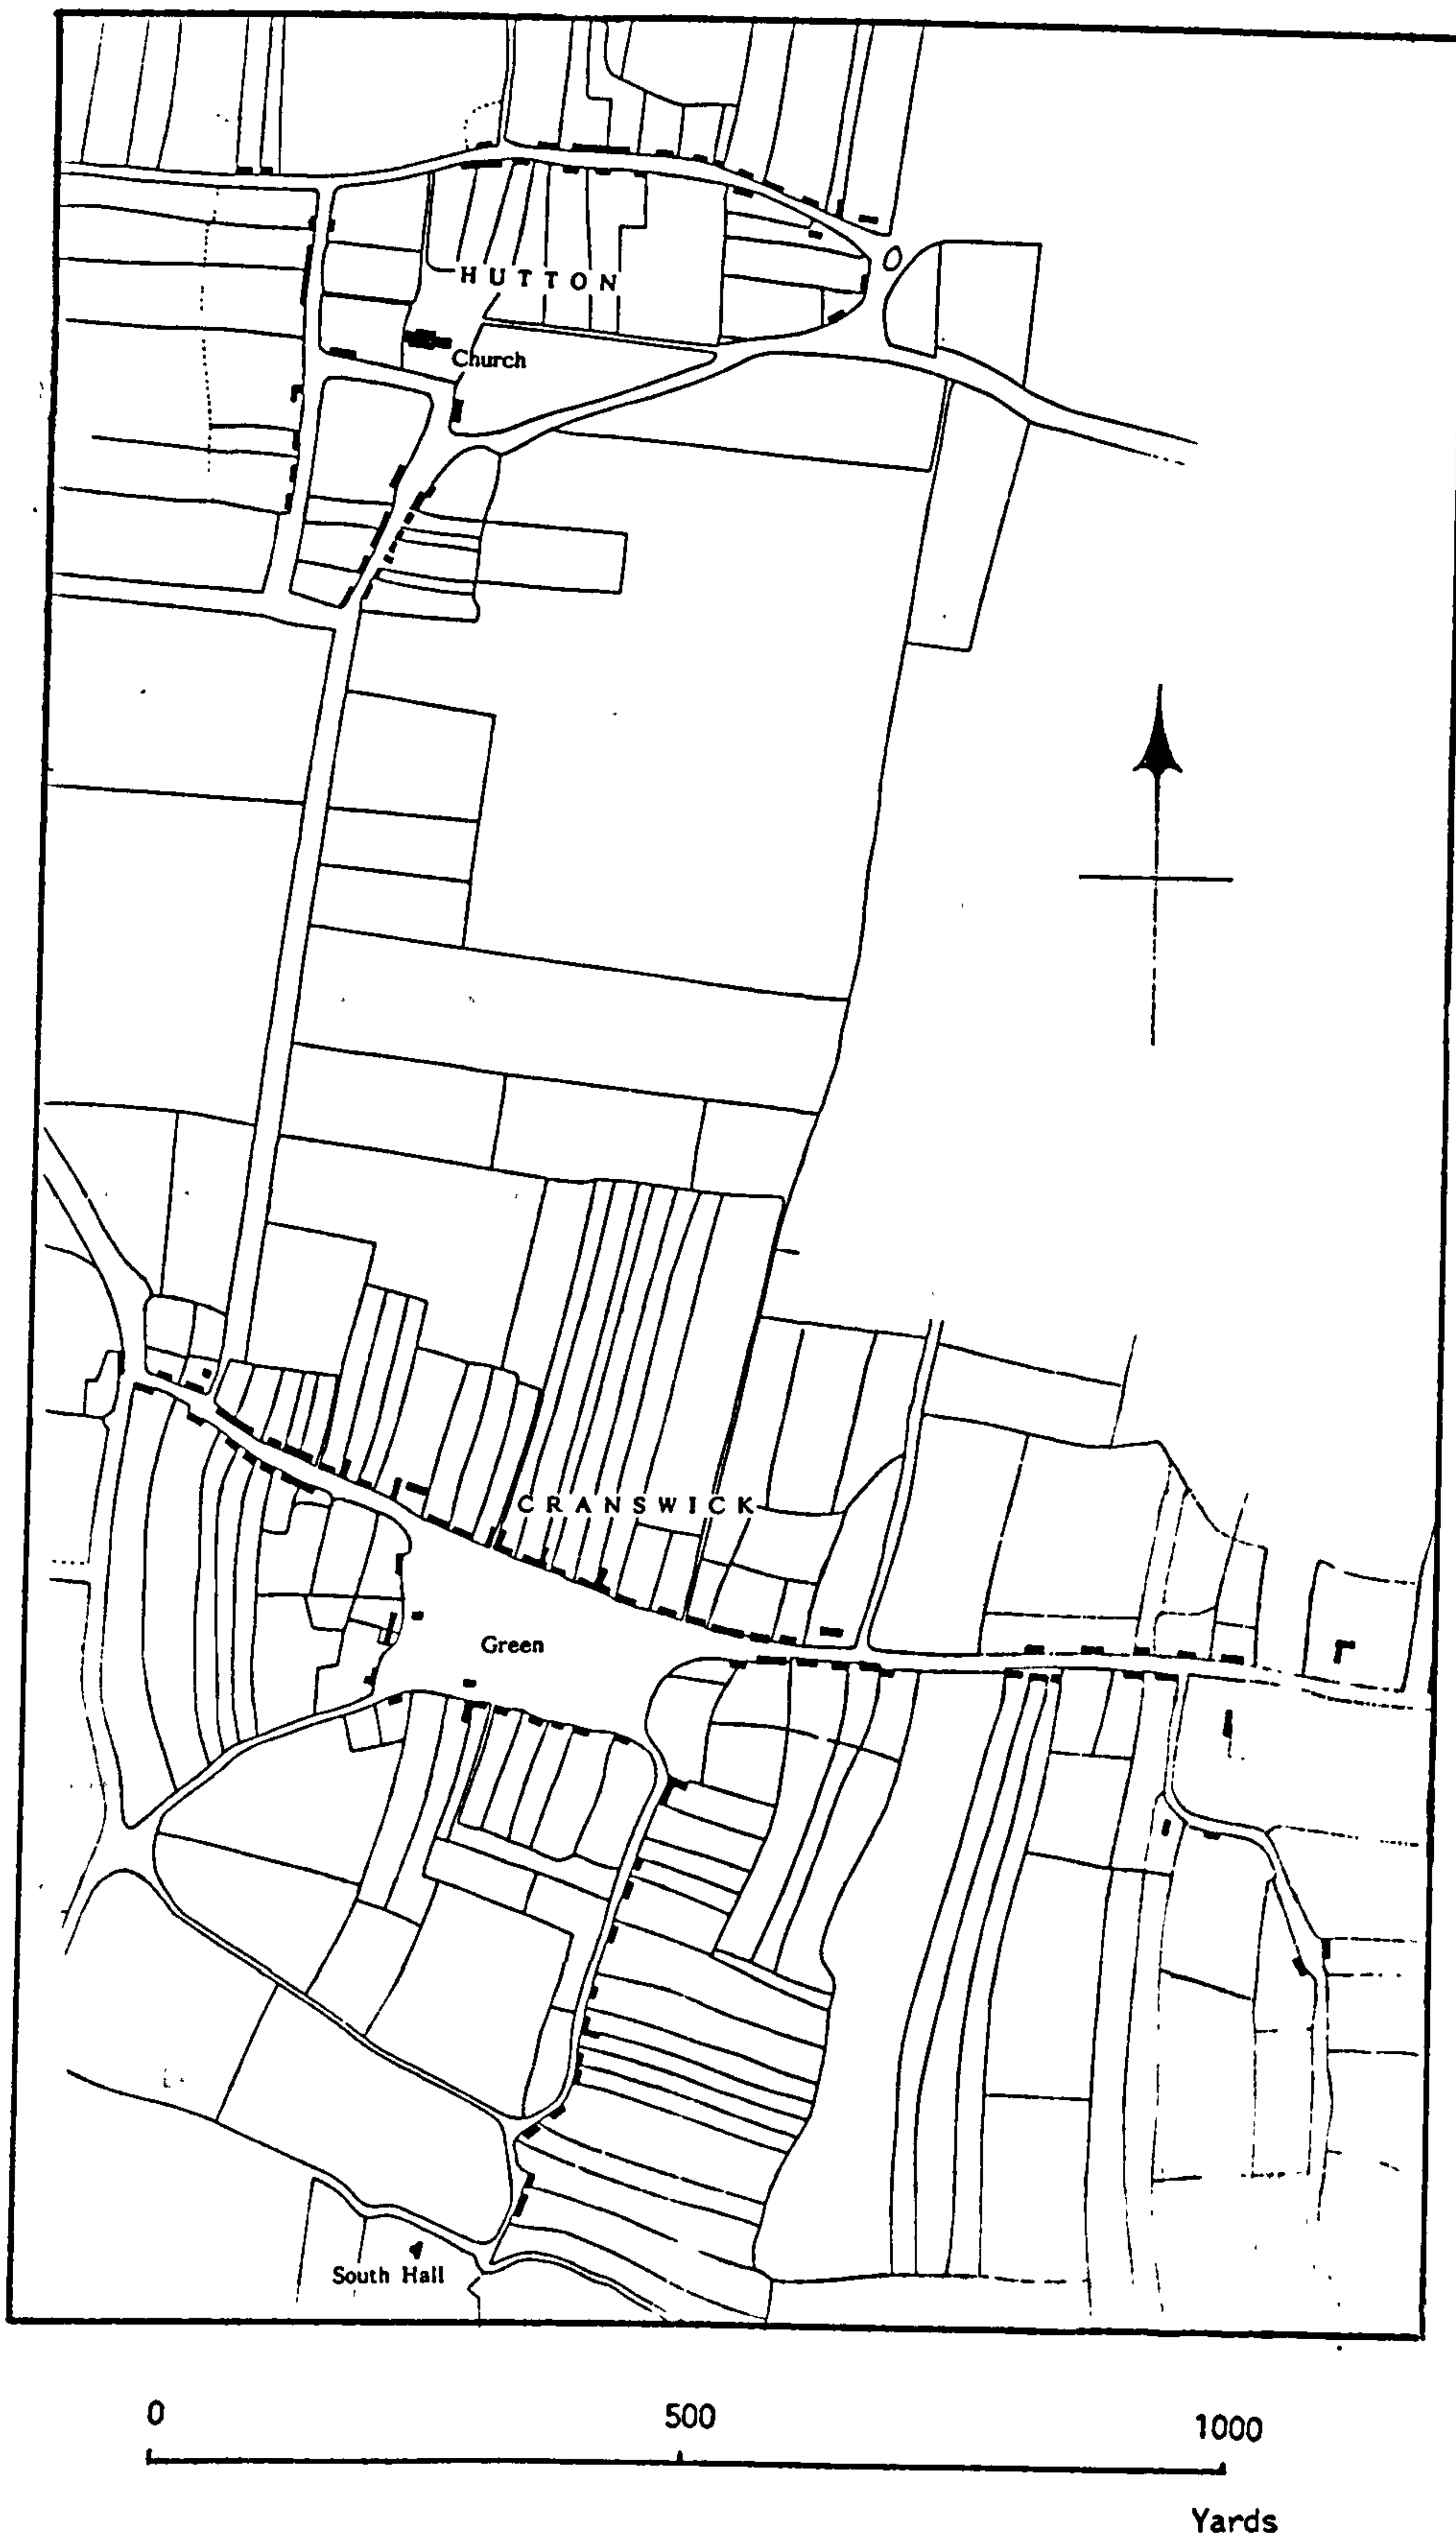 HUTTON
Church
CRANSWICK
Green
South Hall
0 500 1000
Yards